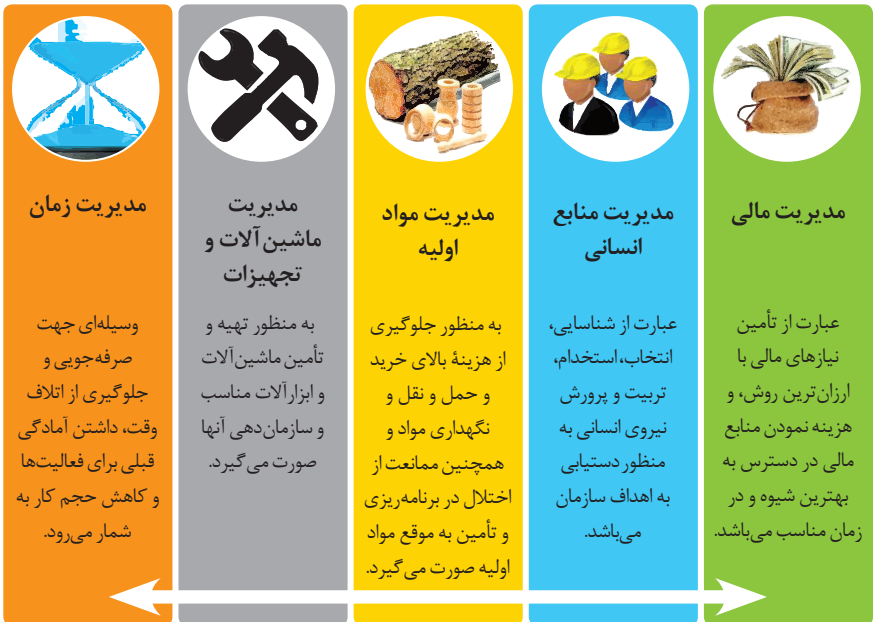 مدیریت مالی
عبارت از تأمین
نیازهای مالی با
ارزان‌ترین روش، و
هزینه نمودن منابع
مالی در دسترس به
بهترین شیوه و در
زمان مناسب می‌باشد.
مدیریت منابع
انسانی
عبارت از شناسایی،
انتخاب، استخدام،
تربیت و پرورش
نیروی انسانی به
منظور دستیابی
به اهداف سازمان
می‌باشد.
مدیریت مواد
اولیه
به منظور جلوگیری
از هزینهٔ بالای خرید
و حمل و نقل و
نگهداری مواد و
همچنین ممانعت از
اختلال در برنامه‌ریزی
و تأمین به موقع مواد
اولیه صورت می‌گیرد.
مدیریت
ماشین‌آلات و
تجهیزات
به منظور تهیه و
تأمین ماشین‌آلات
و ابزارآلات مناسب
و سازمان‌دهی آنها
صورت می‌گیرد.
مدیریت زمان
وسیله‌ای جهت
صرفه‌جویی و
جلوگیری از اتلاف
وقت، داشتن آمادگی
قبلی برای فعالیت‌ها
و کاهش حجم کار به
شمار می‌رود.